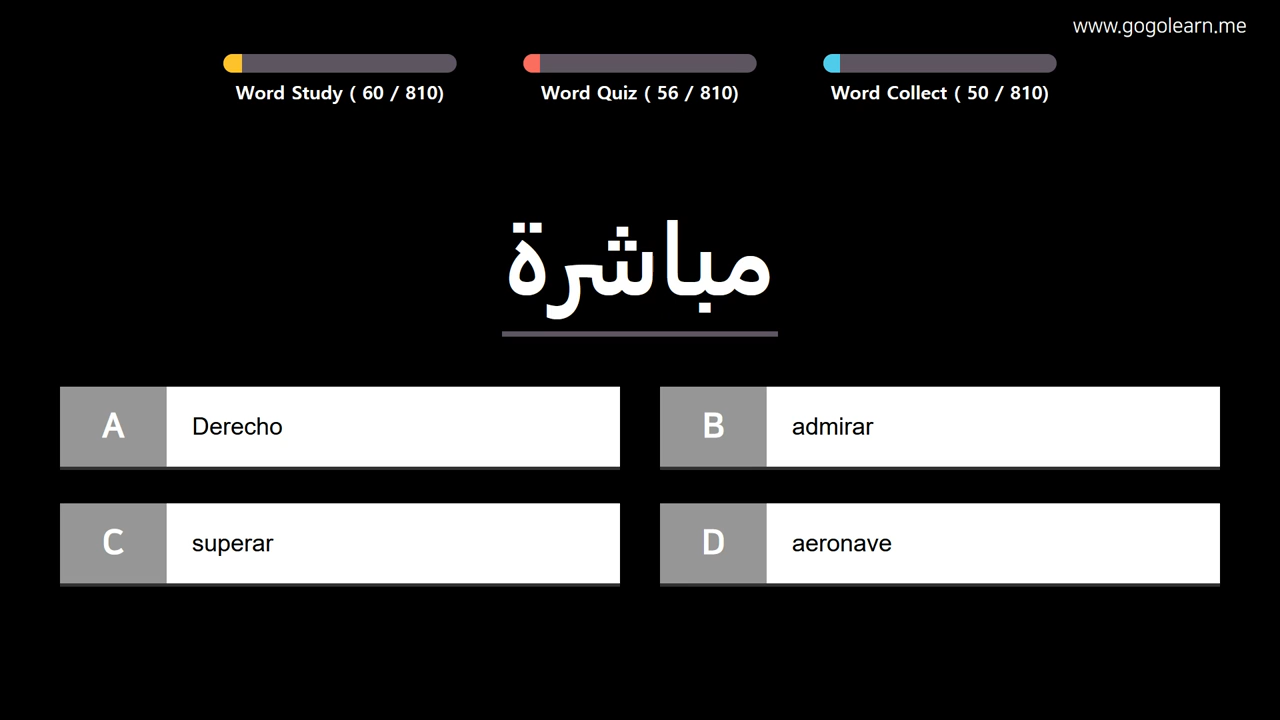 www.gogolearn.me
Word Study ( 60 / 810)
Word Quiz ( 56 / 810)
Word Collect ( 50 / 810)
مباشرة
A Derecho
B admirar
C superar
D aeronave